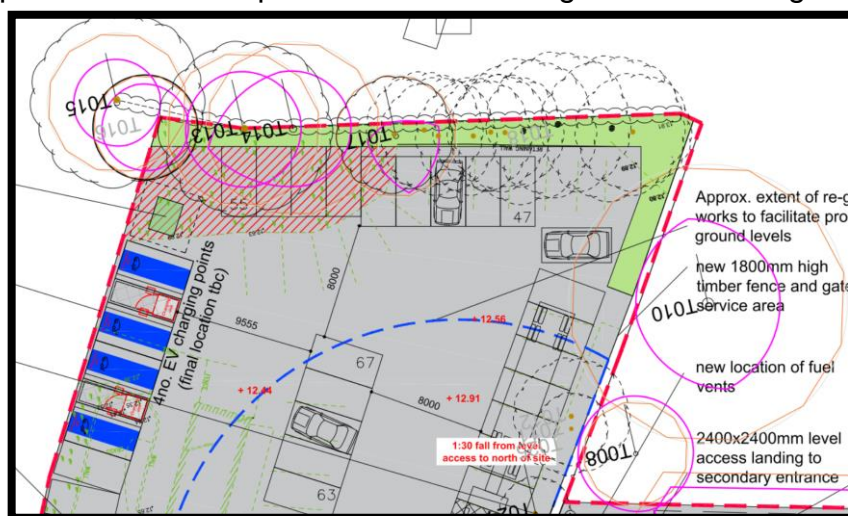 T015
T016
T013
T014
T017
RETAINING WALL
55
47
Approx. extent of re-g
works to facilitate pro
ground levels
8000
4no. EV charging points
(final location tbc)
new 1800mm high
timber fence and gate
service area
T010
+ 12.56
9555
67
+ 12.44
8000
+ 12.91
new location of fuel
vents
1:30 fall from level
access to north of site
T008
2400x2400mm level
access landing to
secondary entrance
63